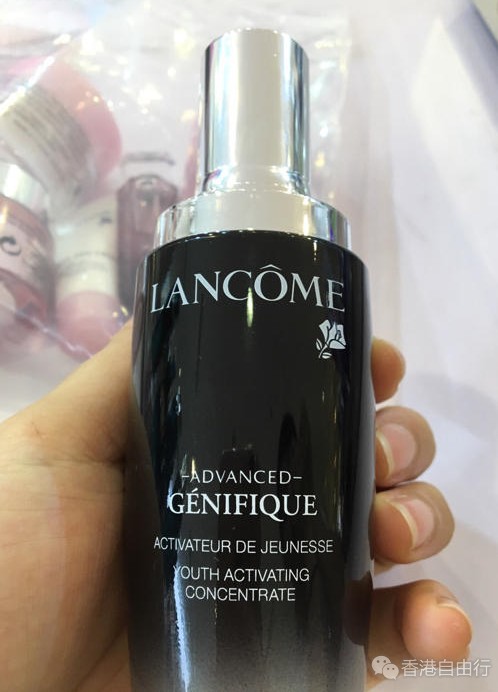 LANCÔME
-ADVANCED-
GÉNIFIQUE
ACTIVATEUR DE JEUNESSE
YOUTH ACTIVATING
CONCENTRATE
香港自由行